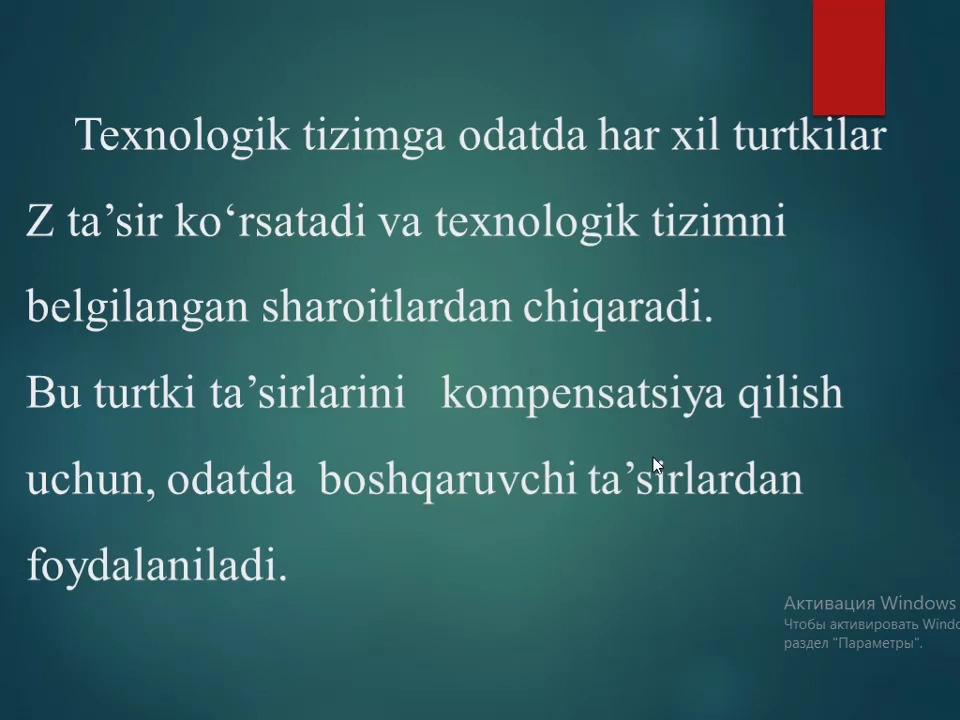 Texnologik tizimga odatda har xil turtkilar
Z ta’sir ko‘rsatadi va texnologik tizimni
belgilangan sharoitlardan chiqaradi.
Bu turtki ta’sirlarini kompensatsiya qilish
uchun, odatda boshqaruvchi ta’sirlardan
foydalaniladi.
Активация Windows
Чтобы активировать Windo
раздел "Параметры".